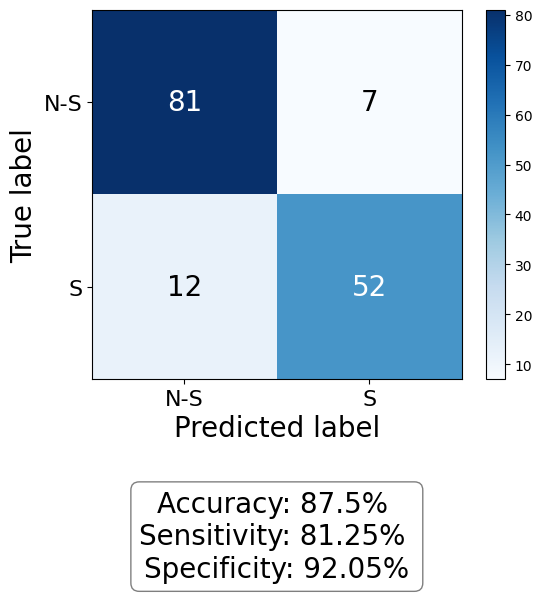 True label
N-S
81
7
S
12
52
N-S
S
Predicted label
80
70
60
50
40
30
20
10
Accuracy: 87.5%
Sensitivity: 81.25%
Specificity: 92.05%